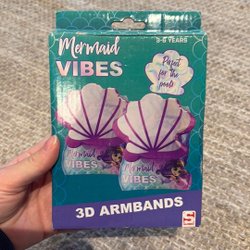 Mermaid
VIBES
3-6 YEARS
Perfect
for the
pool!
Mermaid
VIBES
Mermaid
VIBES
3D ARMBANDS